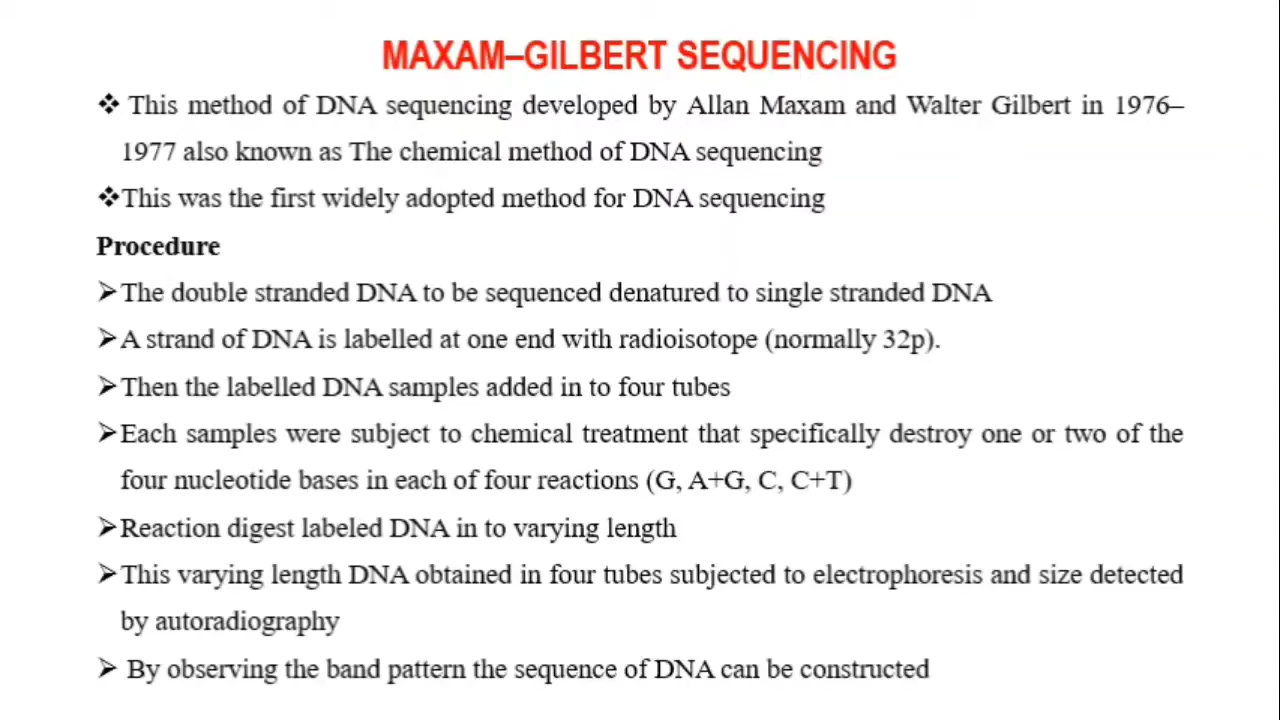 MAXAM–GILBERT SEQUENCING
❖ This method of DNA sequencing developed by Allan Maxam and Walter Gilbert in 1976–
1977 also known as The chemical method of DNA sequencing
❖This was the first widely adopted method for DNA sequencing
Procedure
➢The double stranded DNA to be sequenced denatured to single stranded DNA
➢A strand of DNA is labelled at one end with radioisotope (normally 32p).
➢Then the labelled DNA samples added in to four tubes
➢Each samples were subject to chemical treatment that specifically destroy one or two of the
four nucleotide bases in each of four reactions (G, A+G, C, C+T)
➢Reaction digest labeled DNA in to varying length
➢This varying length DNA obtained in four tubes subjected to electrophoresis and size detected
by autoradiography
➢ By observing the band pattern the sequence of DNA can be constructed